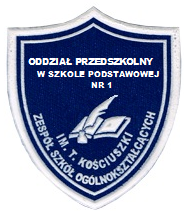 ODDZIAŁ PRZEDSZKOLNY
W SZKOLE PODSTAWOWEJ
NR 1
IM. T. KOŚCIUSZKI
ZESPÓŁ SZKÓŁ OGÓLNOKSZTAŁCĄCYCH